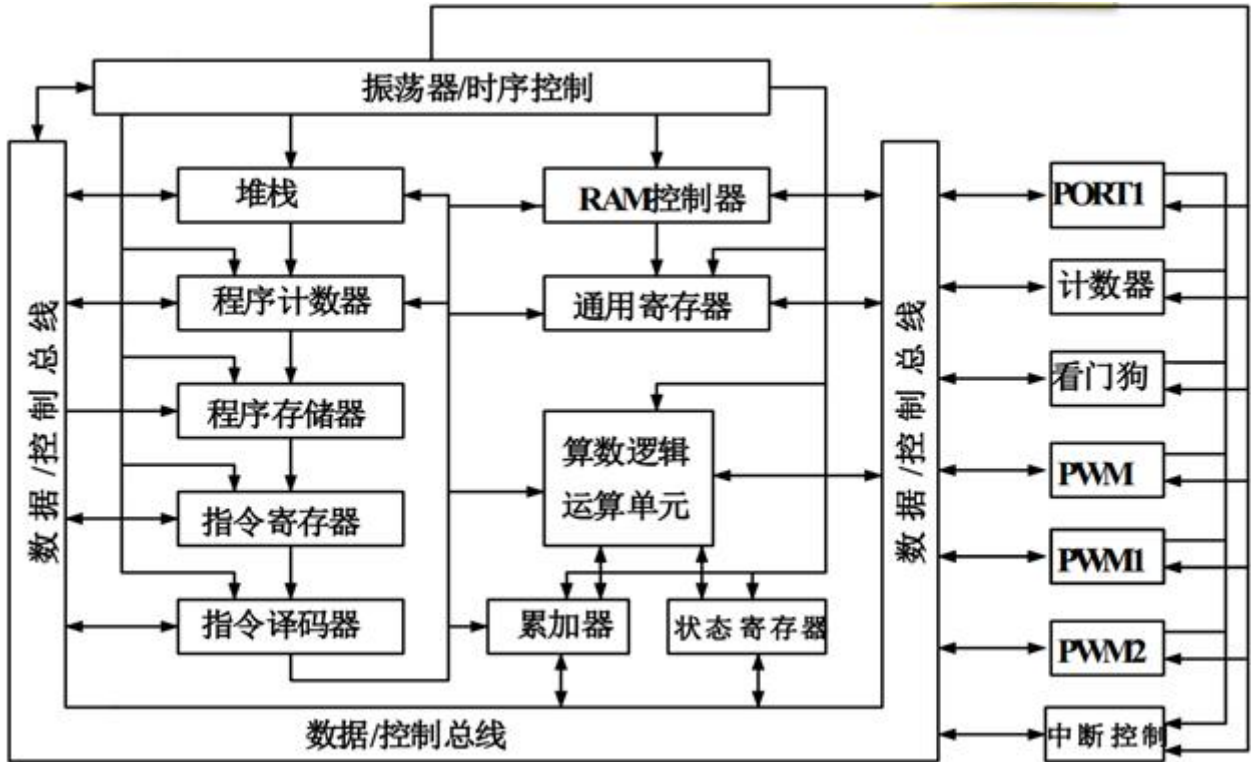 振荡器/时序控制
堆栈
RAM控制器
PORT1
程序计数器
通用寄存器
计数器
数据/控制总线
数据/控制总线
看门狗
程序存储器
算数逻辑
运算单元
PWM
指令寄存器
PWM1
指令译码器
累加器
状态寄存器
PWM2
数据/控制总线
中断控制